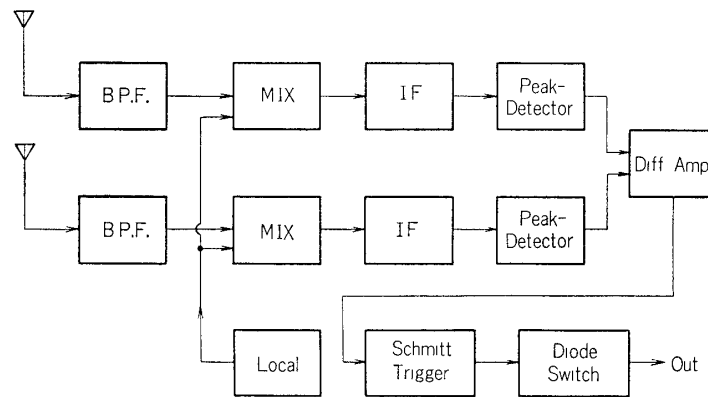 B.P.F.
MIX
IF
Peak-
Detector
Diff Amp
B.P.F.
MIX
IF
Peak-
Detector
Local
Schmitt
Trigger
Diode
Switch
Out